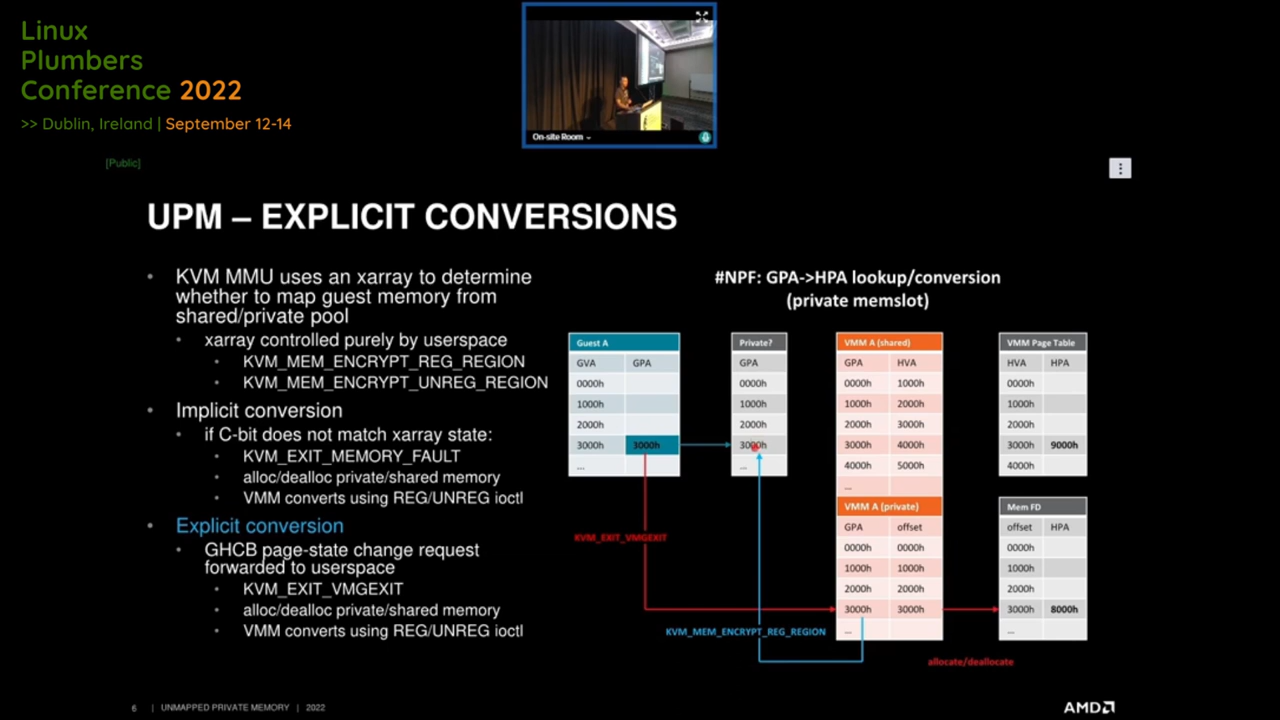 Linux
Plumbers
Conference 2022
>> Dublin, Ireland | September 12-14
On-site Room
[Public]
UPM – EXPLICIT CONVERSIONS
• KVM MMU uses an xarray to determine
whether to map guest memory from
shared/private pool
• xarray controlled purely by userspace
• KVM_MEM_ENCRYPT_REG_REGION
• KVM_MEM_ENCRYPT_UNREG_REGION
• Implicit conversion
• if C-bit does not match xarray state:
• KVM_EXIT_MEMORY_FAULT
• alloc/dealloc private/shared memory
• VMM converts using REG/UNREG ioctl
• Explicit conversion
• GHCB page-state change request
forwarded to userspace
• KVM_EXIT_VMGEXIT
• alloc/dealloc private/shared memory
• VMM converts using REG/UNREG ioctl
#NPF: GPA->HPA lookup/conversion
(private memslot)
Guest A
GVA GPA
0000h
1000h
2000h
3000h 3000h
...
Private?
GPA
0000h
1000h
2000h
3000h
...
VMM A (shared)
GPA HVA
0000h 1000h
1000h 2000h
2000h 3000h
3000h 4000h
4000h 5000h
...
VMM A (private)
GPA offset
0000h 0000h
1000h 1000h
2000h 2000h
3000h 3000h
...
VMM Page Table
HVA HPA
0000h
1000h
2000h
3000h 9000h
4000h
Mem FD
offset HPA
0000h
1000h
2000h
3000h 8000h
...
KVM_EXIT_VMGEXIT
KVM_MEM_ENCRYPT_REG_REGION
allocate/deallocate
6 | UNMAPPED PRIVATE MEMORY | 2022
AMD